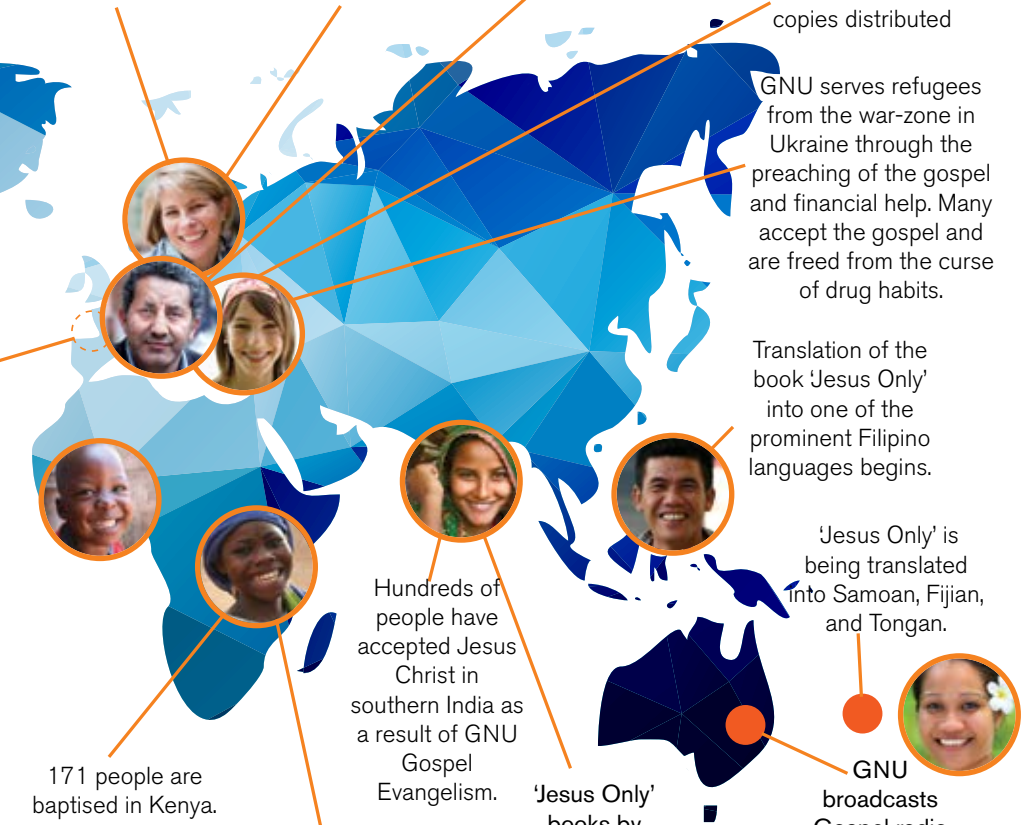 copies distributed
GNU serves refugees
from the war-zone in
Ukraine through the
preaching of the gospel
and financial help. Many
accept the gospel and
are freed from the curse
of drug habits.
Translation of the
book ‘Jesus Only’
into one of the
prominent Filipino
languages begins.
‘Jesus Only’ is
being translated
into Samoan, Fijian,
and Tongan.
Hundreds of
people have
accepted Jesus
Christ in
southern India as
a result of GNU
Gospel
Evangelism.
171 people are
baptised in Kenya.
‘Jesus Only’
books by
GNU
broadcasts
Gospel radio